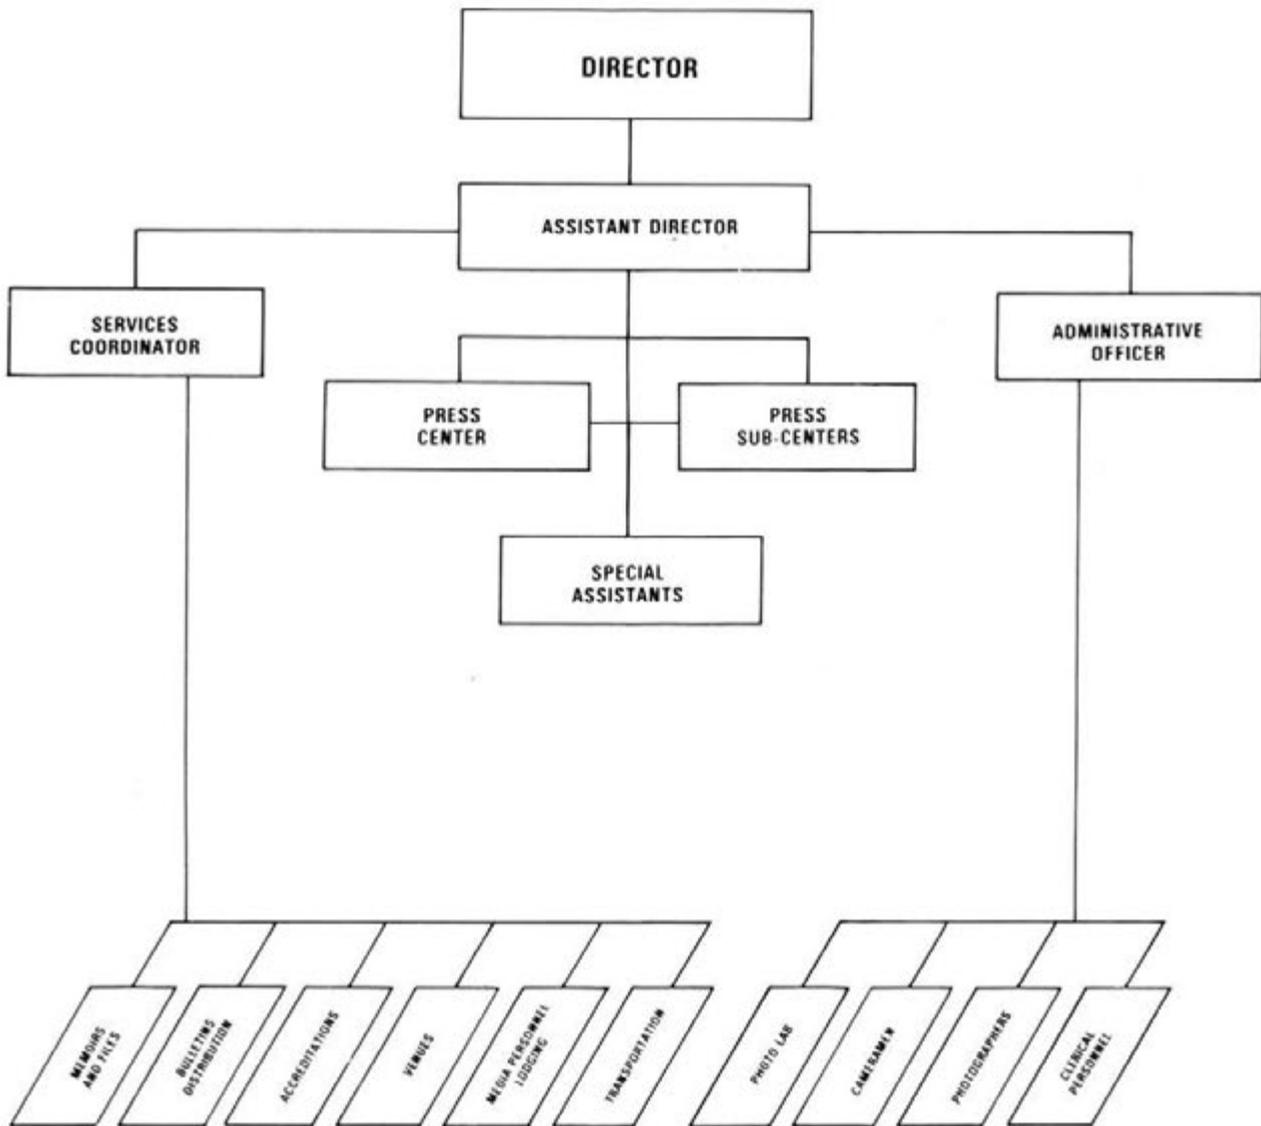 DIRECTOR
ASSISTANT DIRECTOR
SERVICES
COORDINATOR
ADMINISTRATIVE
OFFICER
PRESS
CENTER
PRESS
SUB-CENTERS
SPECIAL
ASSISTANTS
MEMOIRS
AND FILES
BULLETINS
DISTRIBUTION
ACCREDITATIONS
VENUES
MEDIA PERSONNEL
LODGING
TRANSPORTATION
PHOTO LAB
CAMERAMEN
PHOTOGRAPHERS
CLINICAL
PERSONNEL